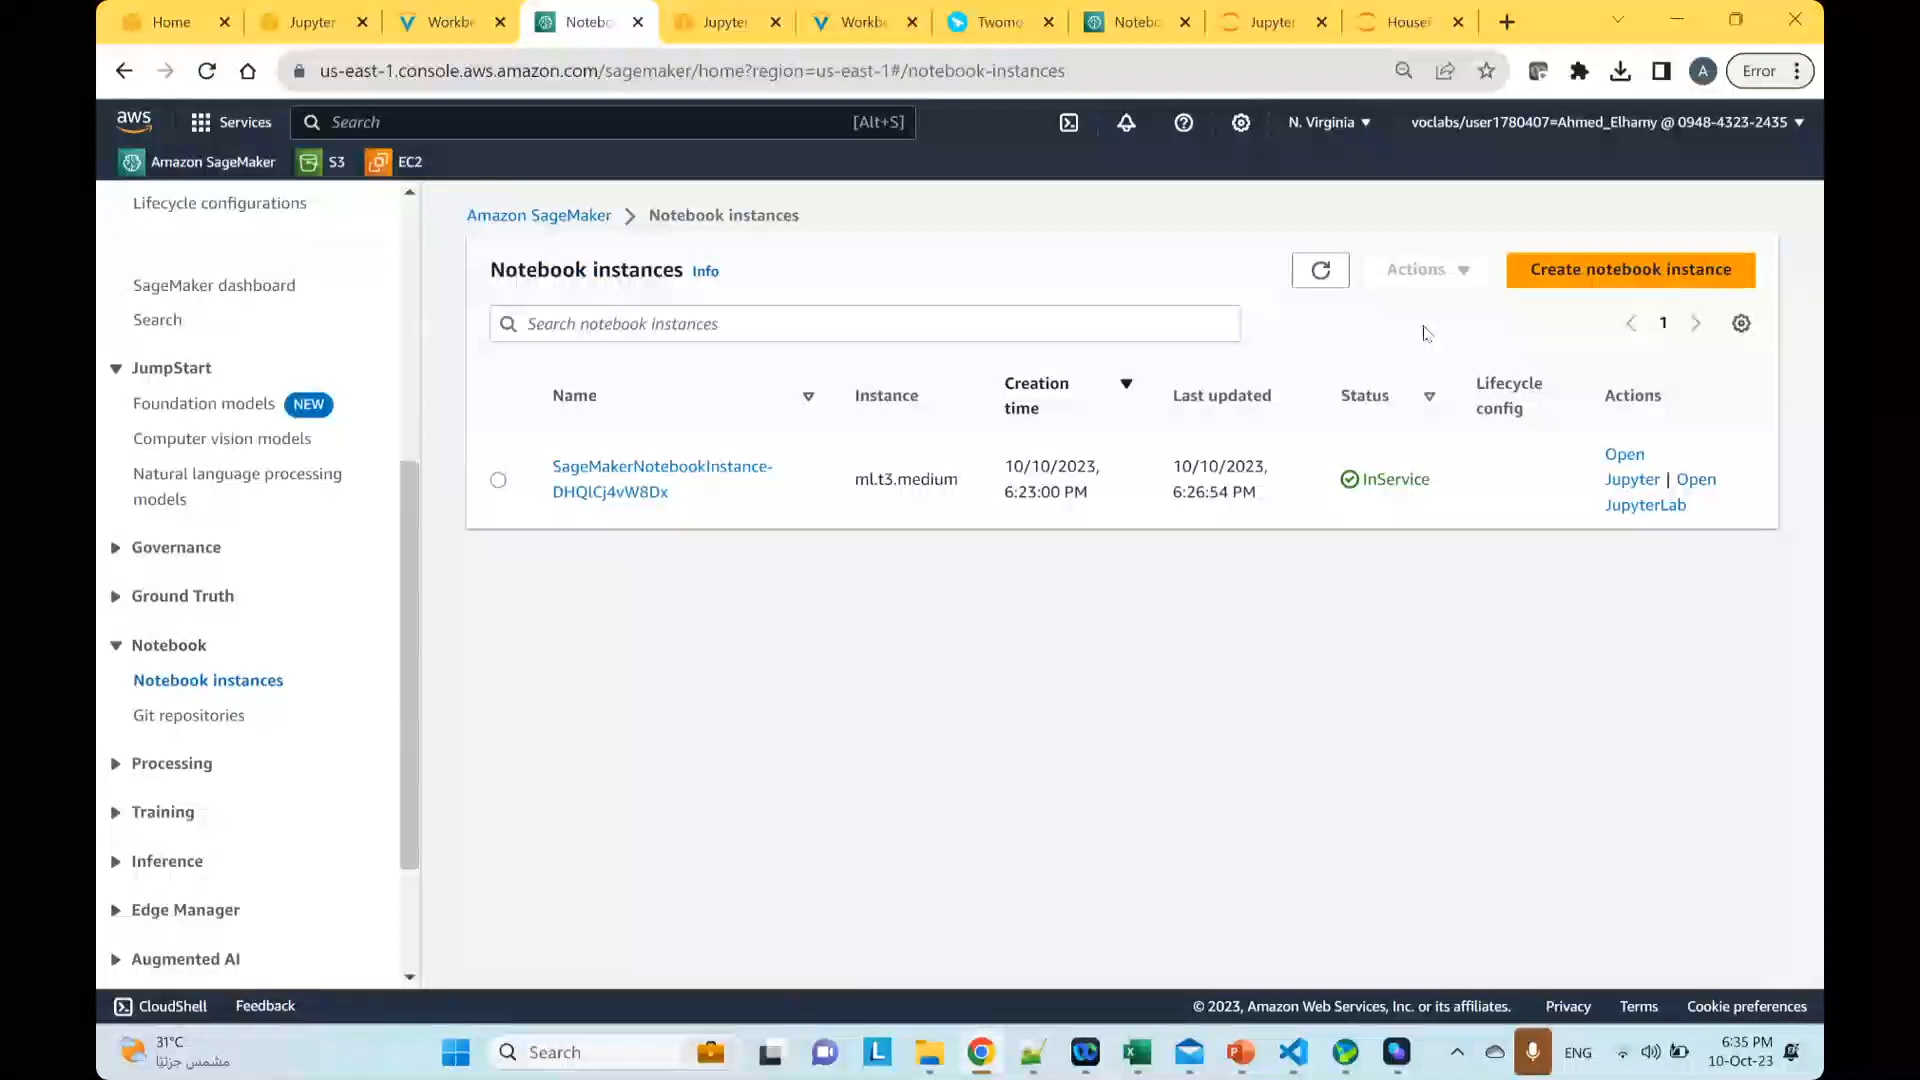 Home
Jupyter
Workbe
Notebo
Jupyter
Workbe
Twomo
Notebo
Jupyter
Housei
us-east-1.console.aws.amazon.com/sagemaker/home?region=us-east-1#/notebook-instances
A
Error
aws
Services
Search
[Alt+S]
N. Virginia
voclabs/user1780407=Ahmed_Elhamy @ 0948-4323-2435
Amazon SageMaker
S3
EC2
Lifecycle configurations
SageMaker dashboard
Search
JumpStart
Foundation models NEW
Computer vision models
Natural language processing
models
Governance
Ground Truth
Notebook
Notebook instances
Git repositories
Processing
Training
Inference
Edge Manager
Augmented AI
Amazon SageMaker > Notebook instances
Notebook instances Info
Actions
Create notebook instance
Search notebook instances
1
Name
Instance
Creation
time
Last updated
Status
Lifecycle
config
Actions
SageMakerNotebookInstance-
DHQlCj4vW8Dx
ml.t3.medium
10/10/2023,
6:23:00 PM
10/10/2023,
6:26:54 PM
InService
Open
Jupyter | Open
JupyterLab
CloudShell
Feedback
© 2023, Amazon Web Services, Inc. or its affiliates.
Privacy
Terms
Cookie preferences
31°C
مشمس جزئيًا
Search
L
ENG
6:35 PM
10-Oct-23